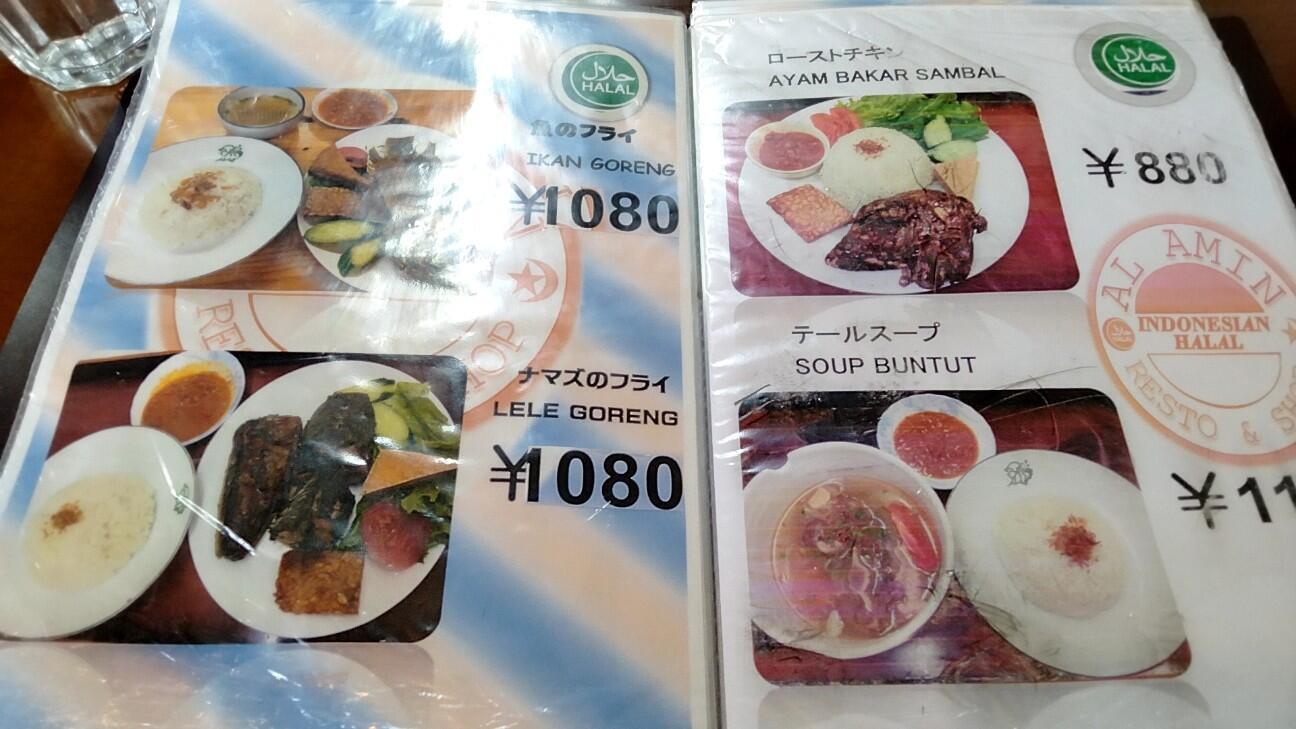 حلال
HALAL
魚のフライ
IKAN GORENG
¥1080
ナマズのフライ
LELE GORENG
¥1080
ローストチキン
AYAM BAKAR SAMBAL
حلال
HALAL
¥880
AL AMIN
INDONESIAN
HALAL
RESTO &
テールスープ
SOUP BUNTUT